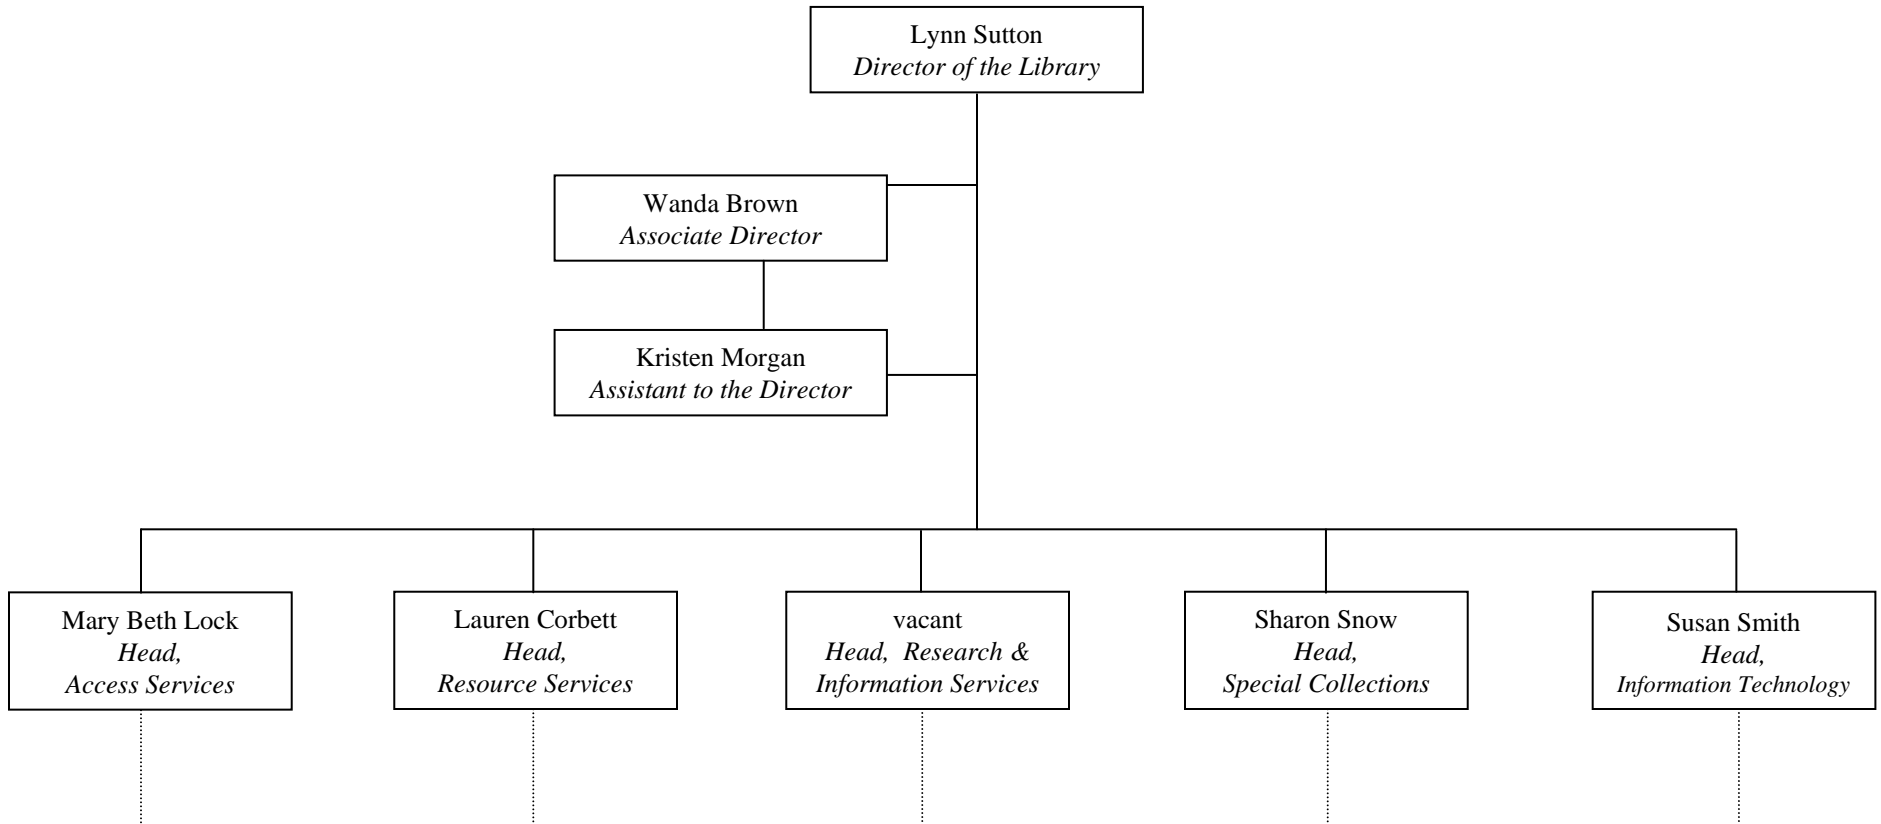 Lynn Sutton
Director of the Library
Wanda Brown
Associate Director
Kristen Morgan
Assistant to the Director
Mary Beth Lock
Head,
Access Services
Lauren Corbett
Head,
Resource Services
vacant
Head,  Research &
Information Services
Sharon Snow
Head,
Special Collections
Susan Smith
Head,
Information Technology